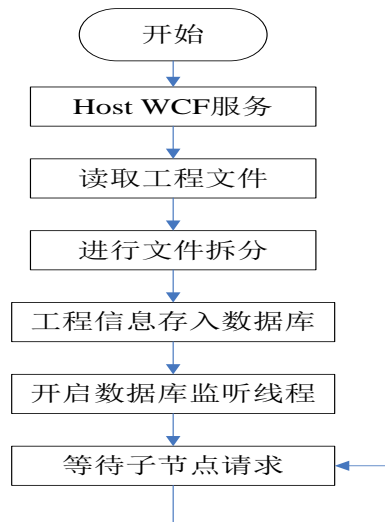 开始
Host WCF服务
读取工程文件
进行文件拆分
工程信息存入数据库
开启数据库监听线程
等待子节点请求